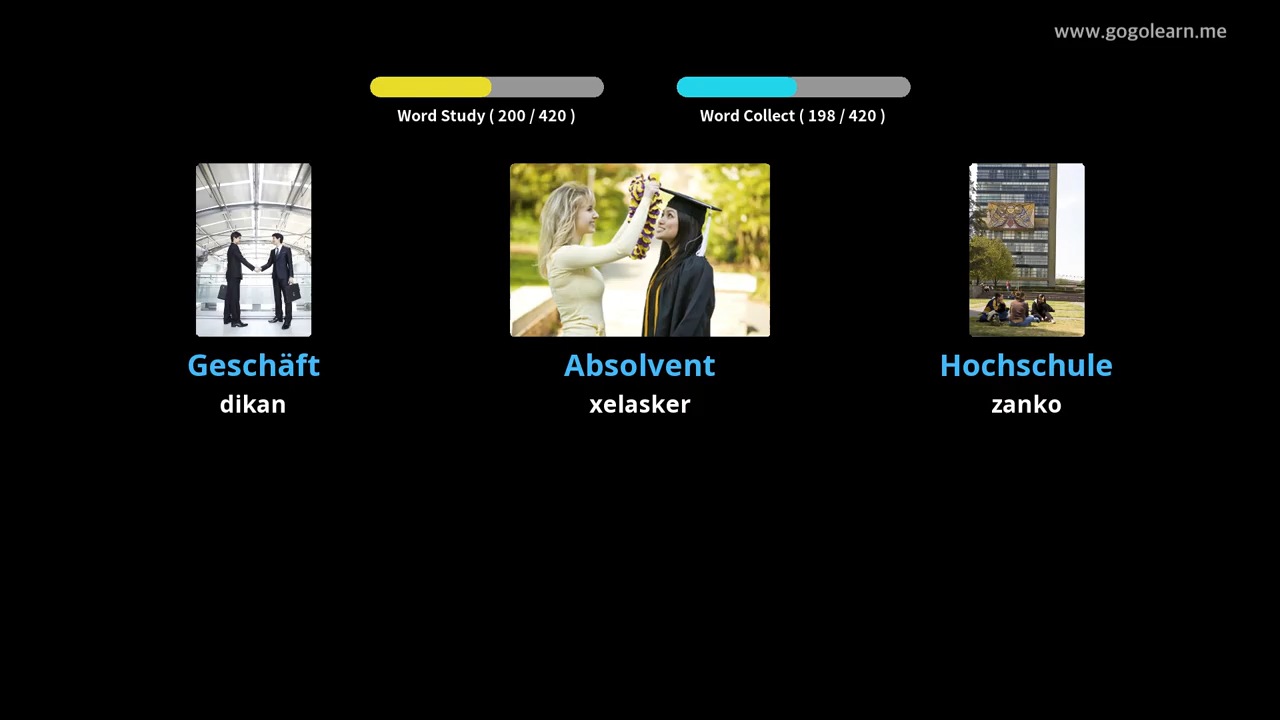 www.gogolearn.me
Word Study ( 200 / 420 )
Word Collect ( 198 / 420 )
Geschäft
dikan
Absolvent
xelasker
Hochschule
zanko